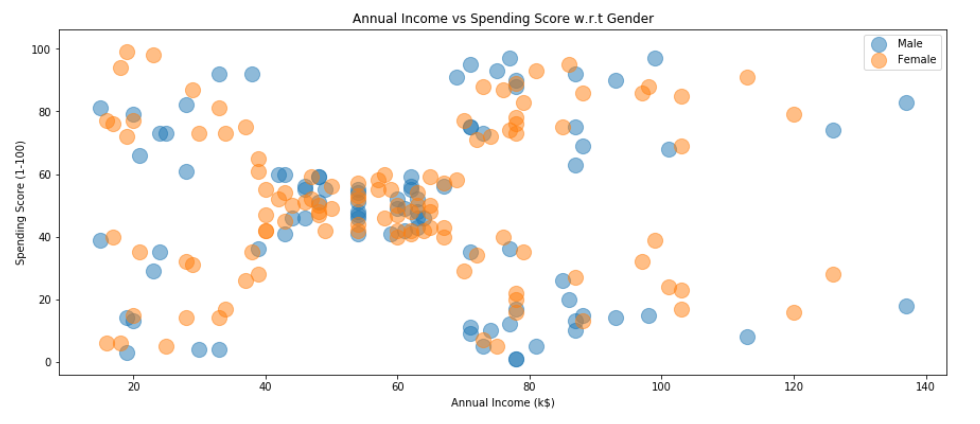 Annual Income vs Spending Score w.r.t Gender
Male
Female
Spending Score (1-100)
100
80
60
40
20
0
20 40 60 80 100 120 140
Annual Income (k$)